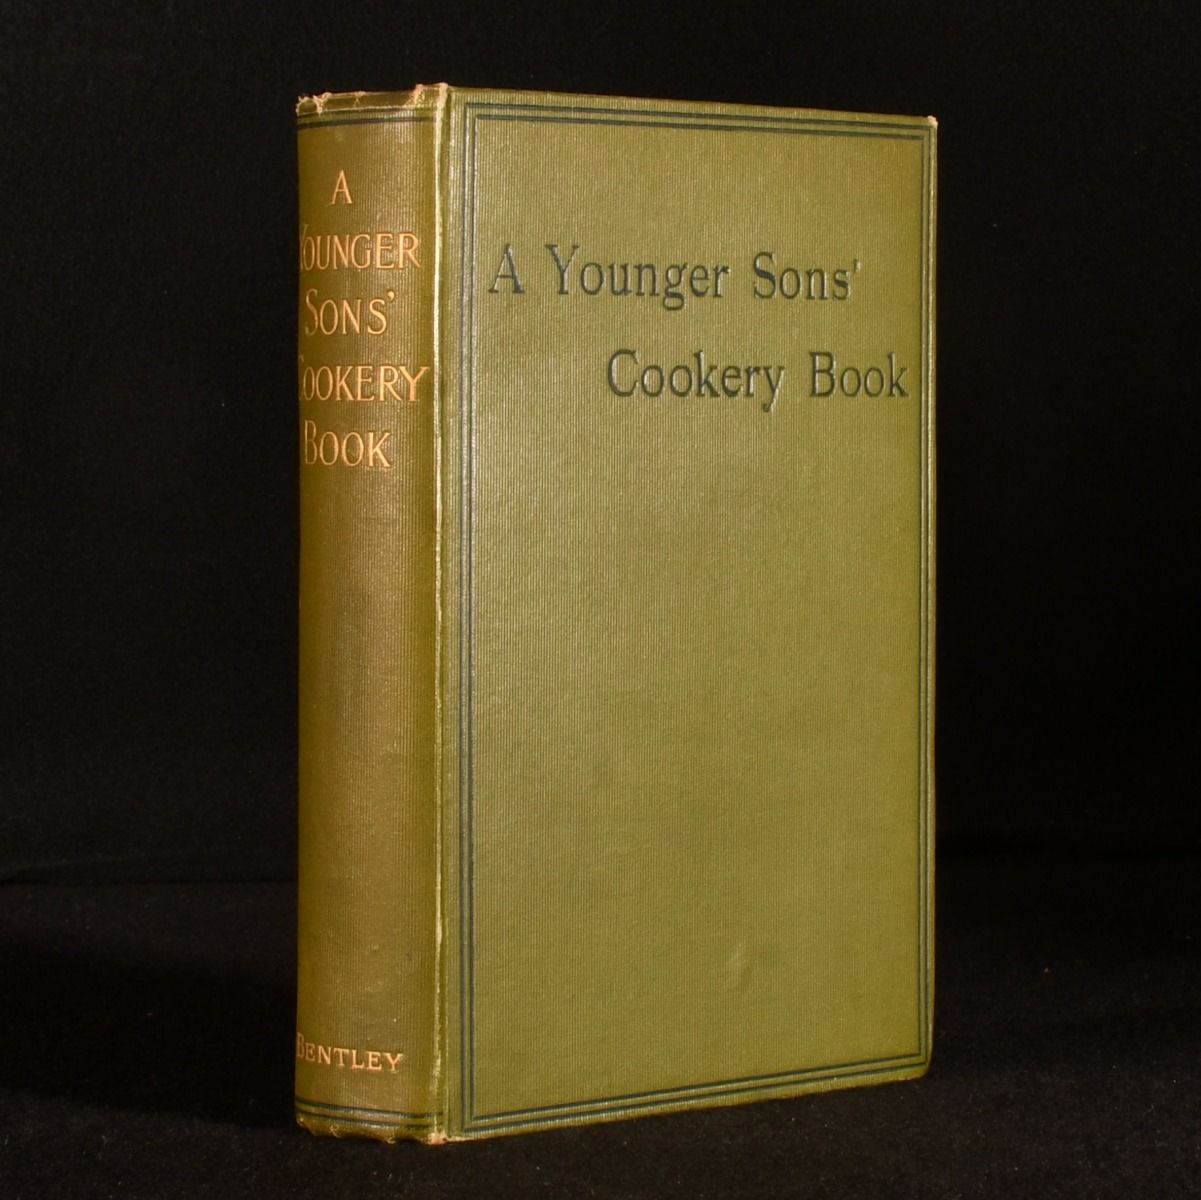 A
YOUNGER
SONS'
COOKERY
BOOK
BENTLEY
A Younger Sons'
Cookery Book